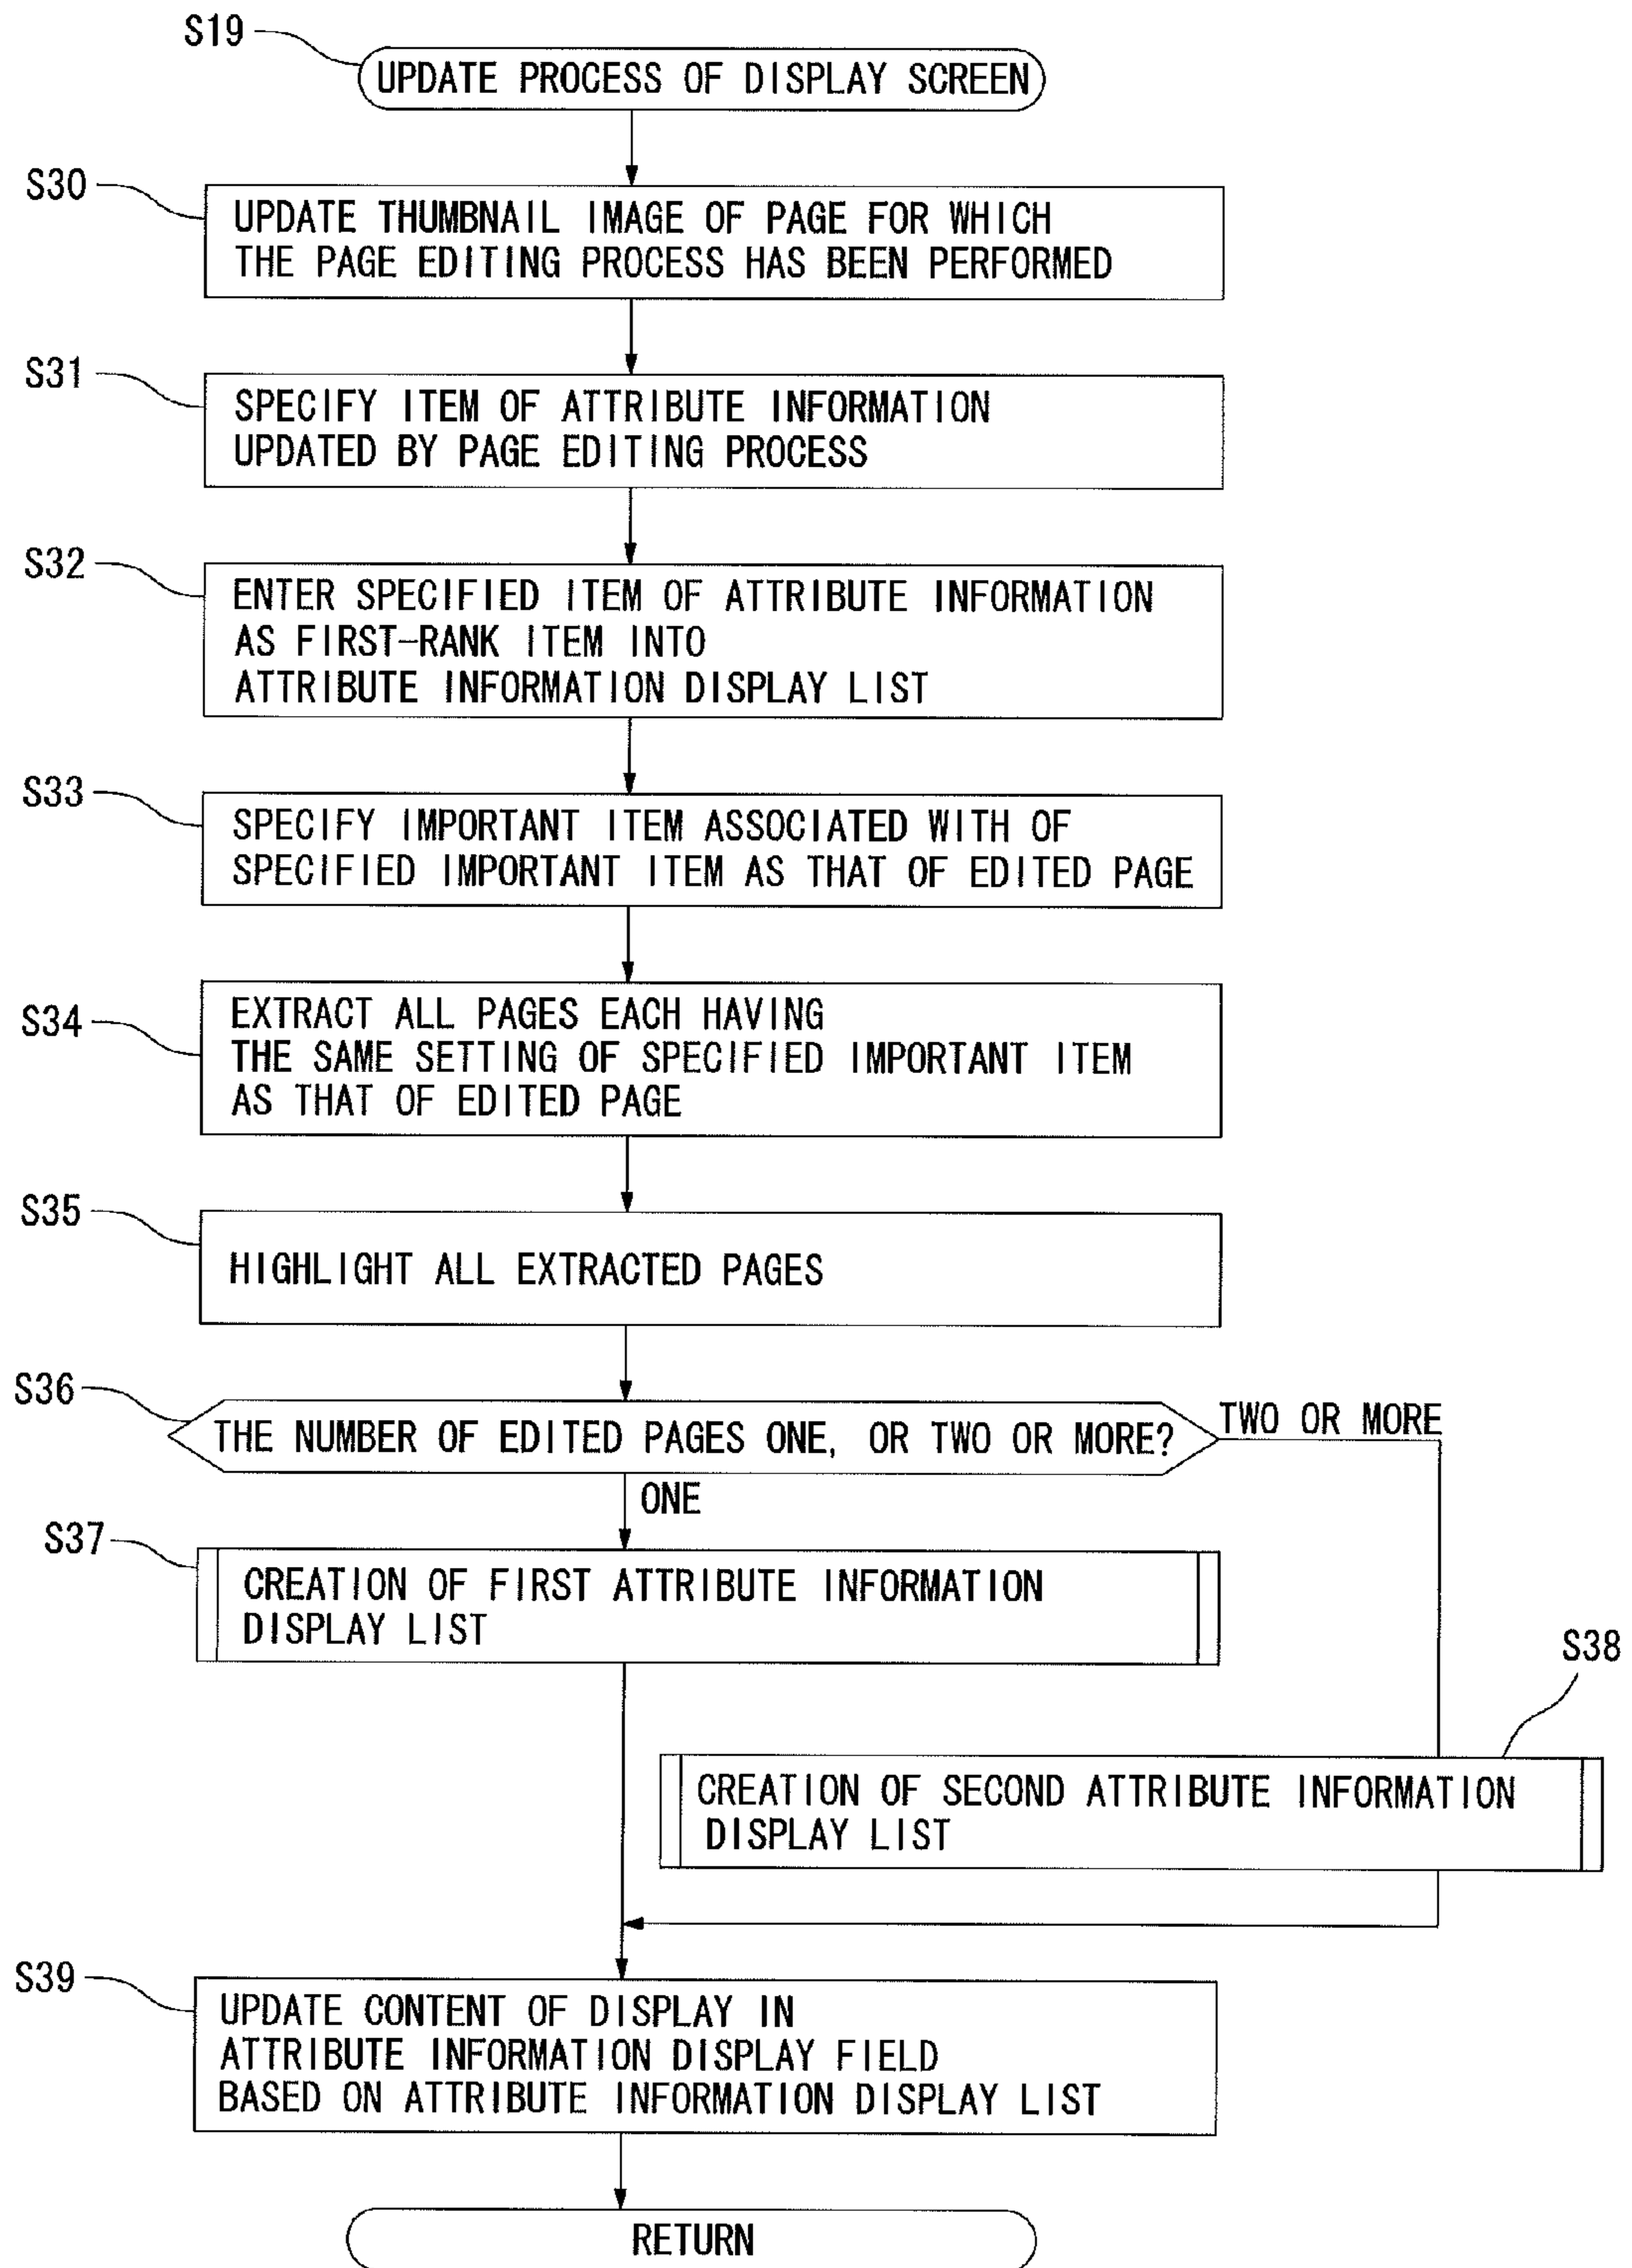 S19
UPDATE PROCESS OF DISPLAY SCREEN
S30
UPDATE THUMBNAIL IMAGE OF PAGE FOR WHICH
THE PAGE EDITING PROCESS HAS BEEN PERFORMED
S31
SPECIFY ITEM OF ATTRIBUTE INFORMATION
UPDATED BY PAGE EDITING PROCESS
S32
ENTER SPECIFIED ITEM OF ATTRIBUTE INFORMATION
AS FIRST-RANK ITEM INTO
ATTRIBUTE INFORMATION DISPLAY LIST
S33
SPECIFY IMPORTANT ITEM ASSOCIATED WITH OF
SPECIFIED IMPORTANT ITEM AS THAT OF EDITED PAGE
S34
EXTRACT ALL PAGES EACH HAVING
THE SAME SETTING OF SPECIFIED IMPORTANT ITEM
AS THAT OF EDITED PAGE
S35
HIGHLIGHT ALL EXTRACTED PAGES
S36
THE NUMBER OF EDITED PAGES ONE, OR TWO OR MORE?
TWO OR MORE
ONE
S37
CREATION OF FIRST ATTRIBUTE INFORMATION
DISPLAY LIST
S38
CREATION OF SECOND ATTRIBUTE INFORMATION
DISPLAY LIST
S39
UPDATE CONTENT OF DISPLAY IN
ATTRIBUTE INFORMATION DISPLAY FIELD
BASED ON ATTRIBUTE INFORMATION DISPLAY LIST
RETURN